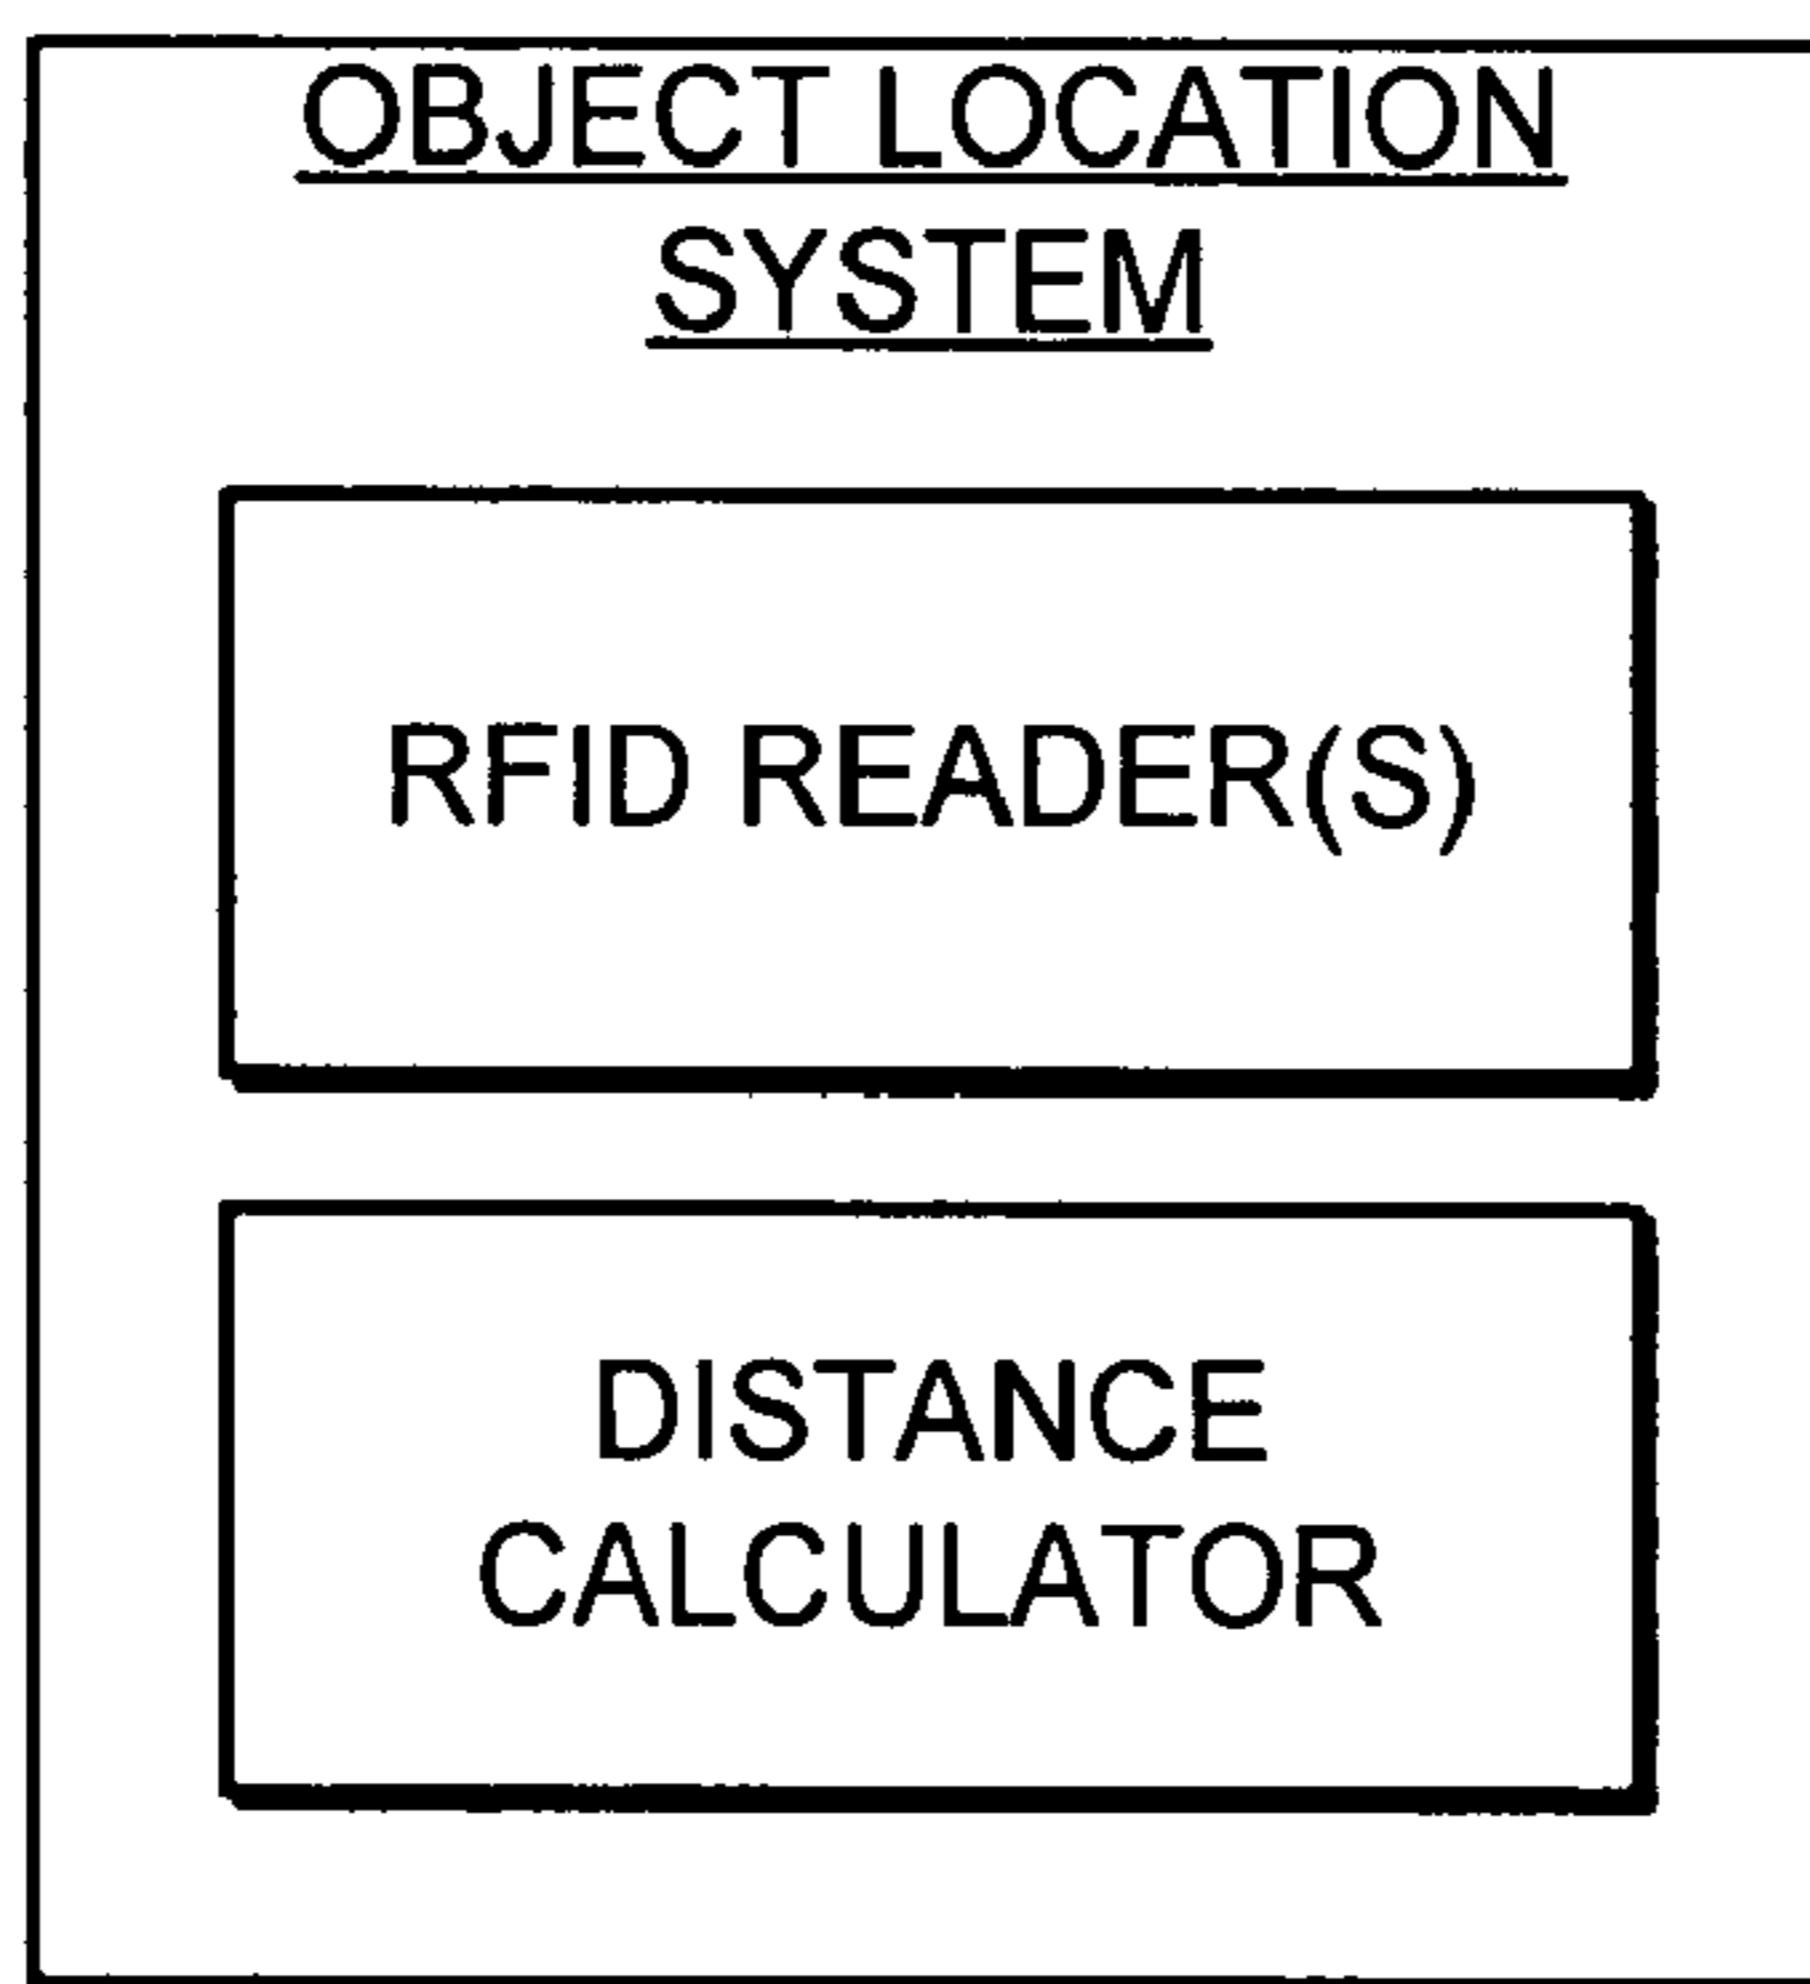 OBJECT LOCATION
SYSTEM
RFID READER(S)
DISTANCE
CALCULATOR